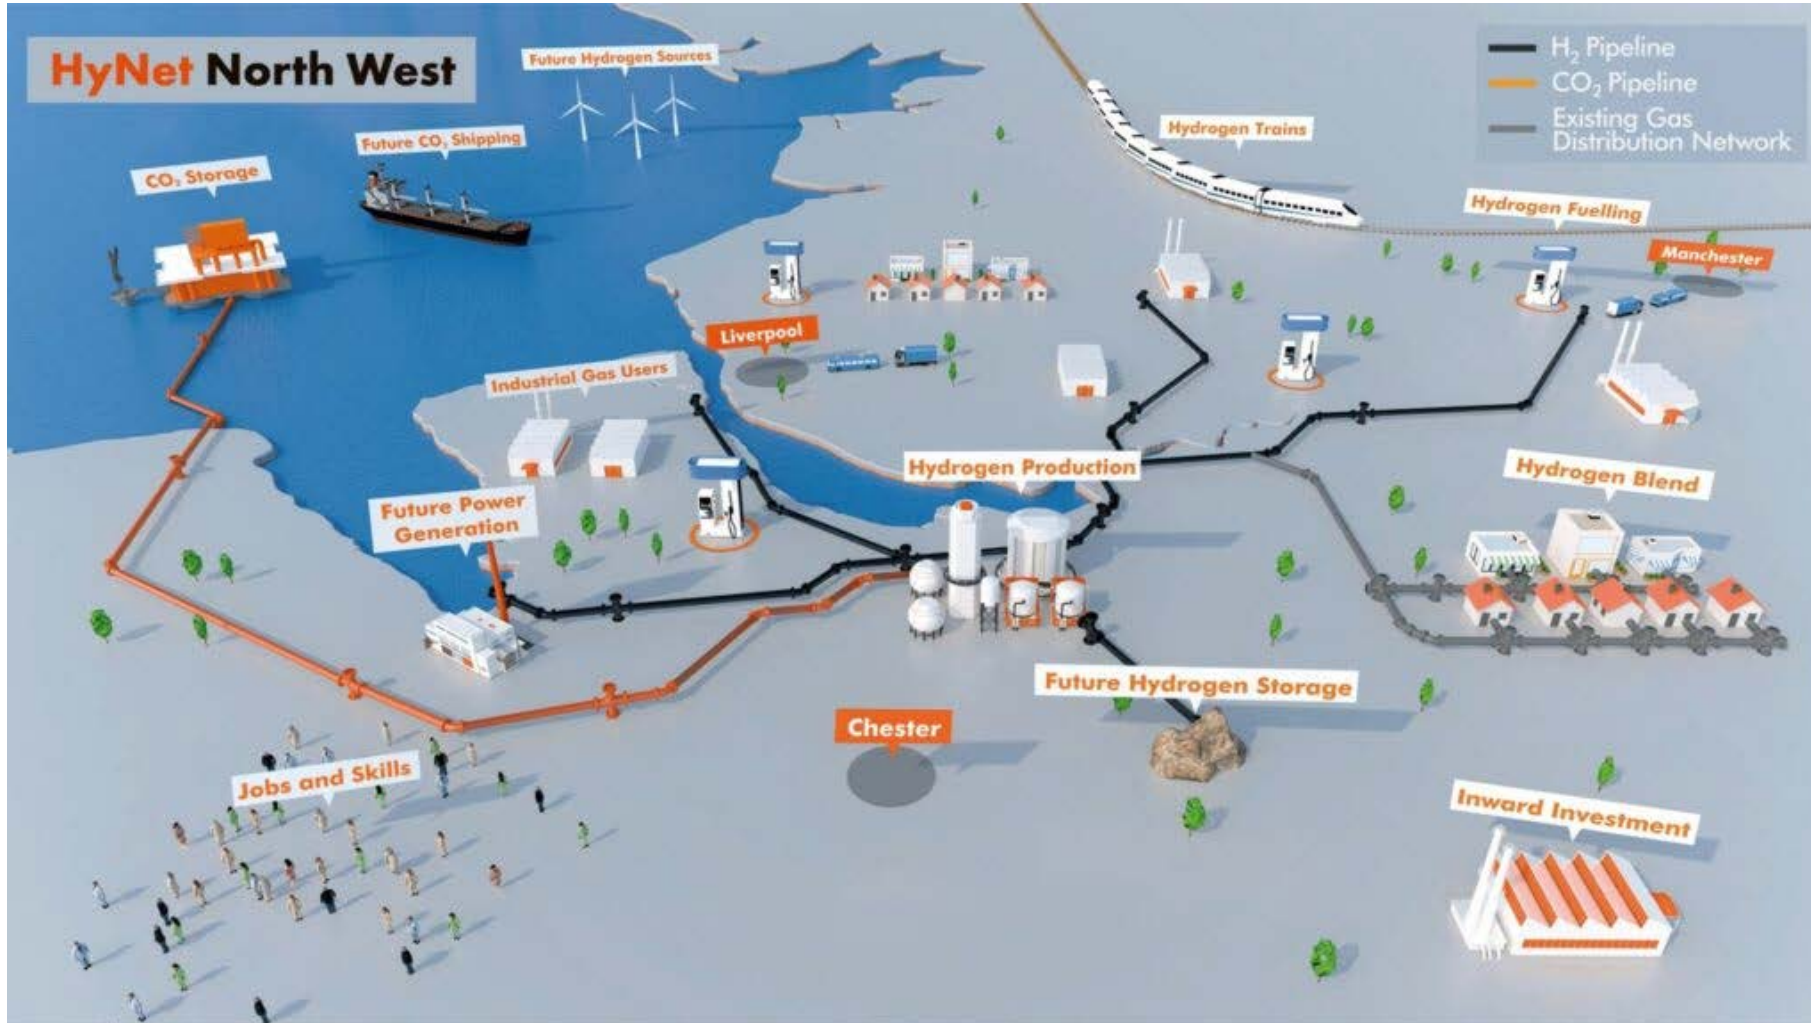 HyNet North West
Future Hydrogen Sources
Future CO₂ Shipping
CO₂ Storage
H₂ Pipeline
CO₂ Pipeline
Existing Gas
Distribution Network
Hydrogen Trains
Hydrogen Fuelling
Manchester
Liverpool
Industrial Gas Users
Hydrogen Production
Hydrogen Blend
Future Power
Generation
Future Hydrogen Storage
Chester
Jobs and Skills
Inward Investment